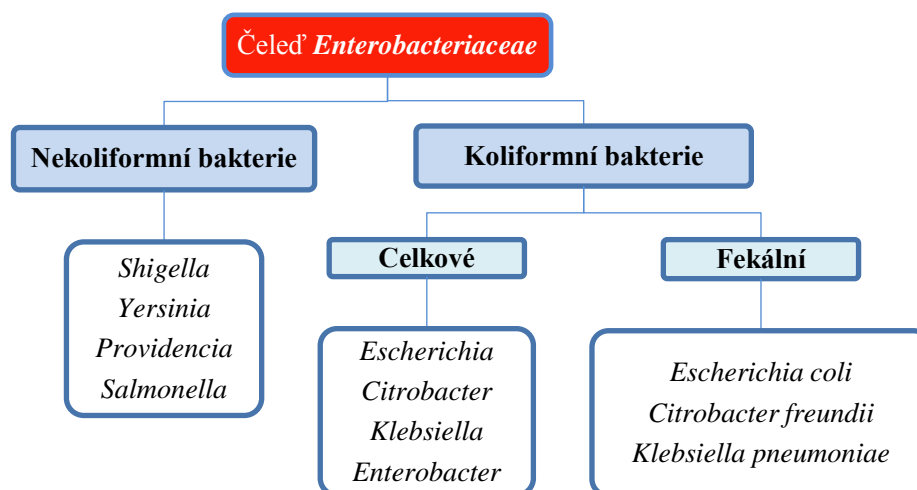 Čeleď Enterobacteriaceae
Nekoliformní bakterie
Koliformní bakterie
Celkové
Fekální
Shigella
Yersinia
Providencia
Salmonella
Escherichia
Citrobacter
Klebsiella
Enterobacter
Escherichia coli
Citrobacter freundii
Klebsiella pneumoniae